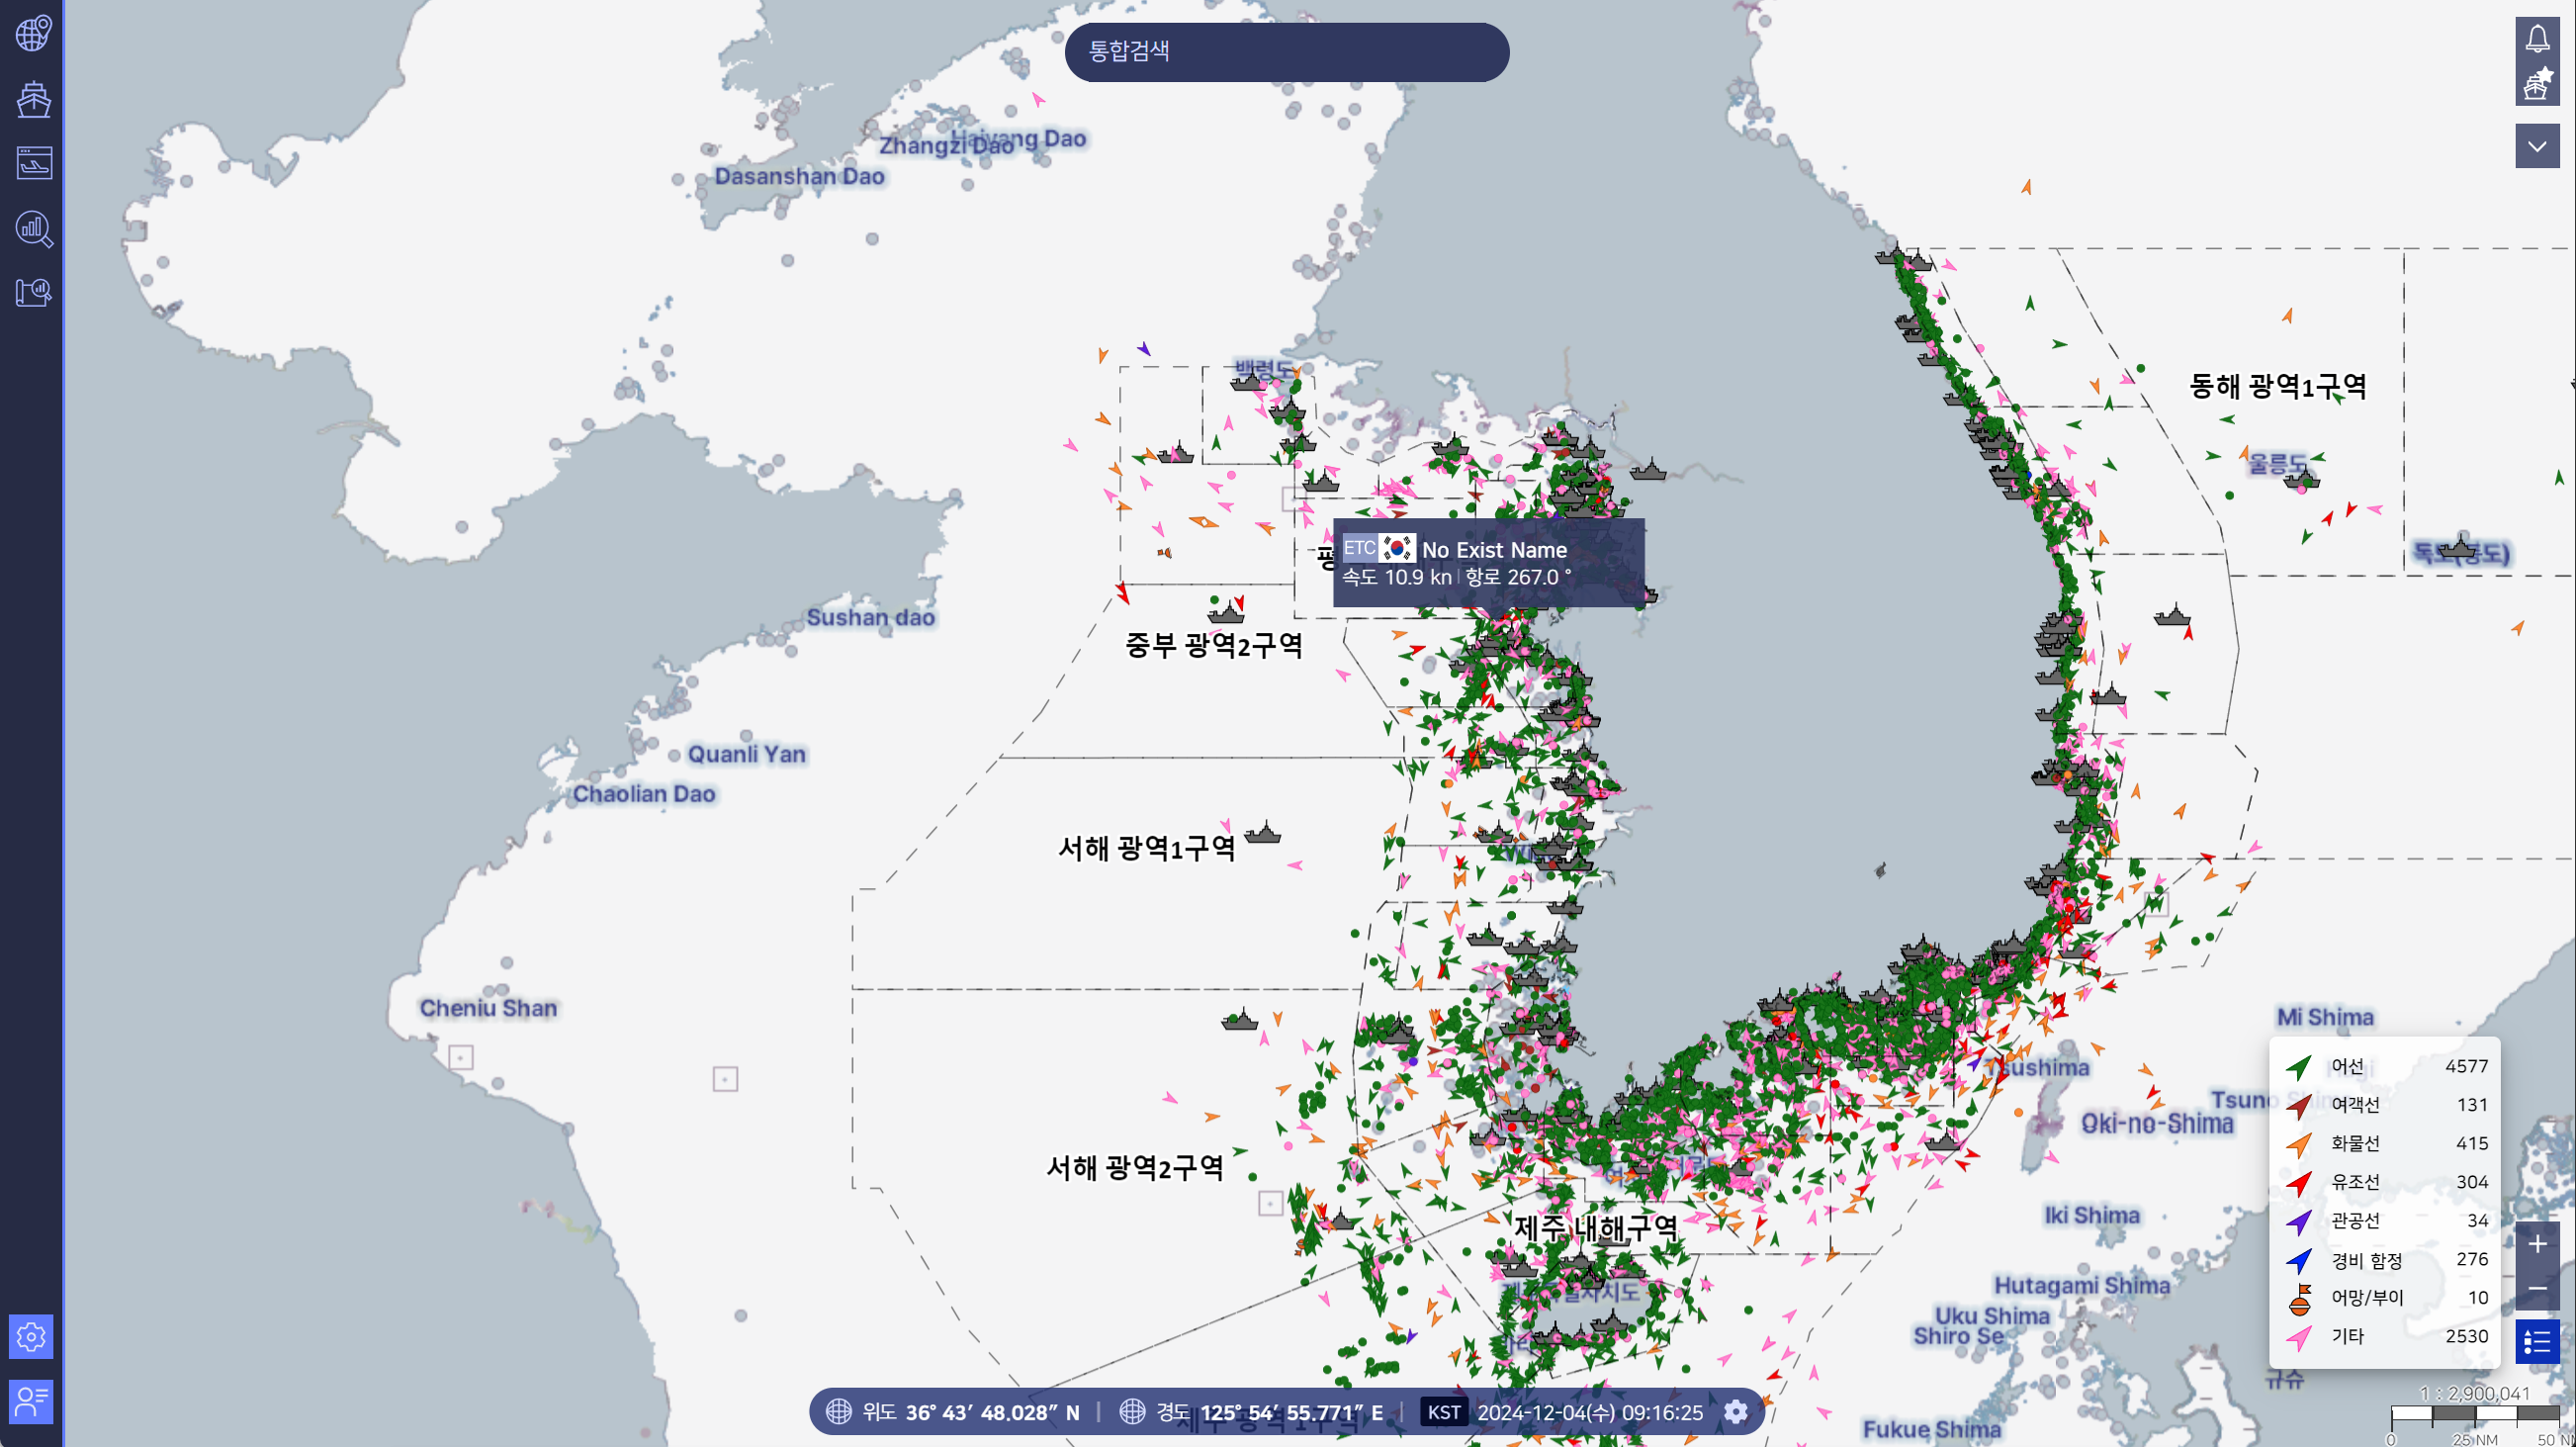 통합검색
Haiyang Dao
Zhangzi Dao
Dasanshan Dao
백령도
동해 광역1구역
울릉도
ETC No Exist Name
속도 10.9 kn 항로 267.0 °
Sushan dao
중부 광역2구역
Quanli Yan
Chaolian Dao
서해 광역1구역
Cheniu Shan
Mi Shima
Tsushima
Oki-no-Shima
서해 광역2구역
제주 내해구역
Iki Shima
Hutagami Shima
Uku Shima
Shiro Se
Fukue Shima
규슈
어선 4577
여객선 131
화물선 415
유조선 304
관공선 34
경비 함정 276
어망/부이 10
기타 2530
+
−
1 : 2,900,041
0 25 NM 50 N
위도 36° 43′ 48.028″ N | 경도 125° 54′ 55.771″ E | KST 2024-12-04(수) 09:16:25